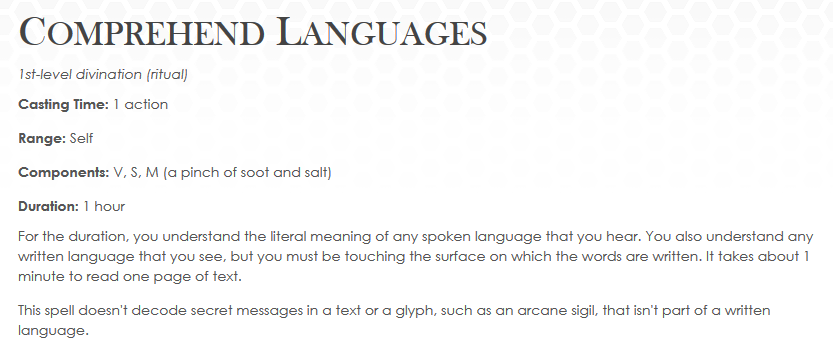 Comprehend Languages
1st-level divination (ritual)
Casting Time: 1 action
Range: Self
Components: V, S, M (a pinch of soot and salt)
Duration: 1 hour
For the duration, you understand the literal meaning of any spoken language that you hear. You also understand any
written language that you see, but you must be touching the surface on which the words are written. It takes about 1
minute to read one page of text.
This spell doesn't decode secret messages in a text or a glyph, such as an arcane sigil, that isn't part of a written
language.